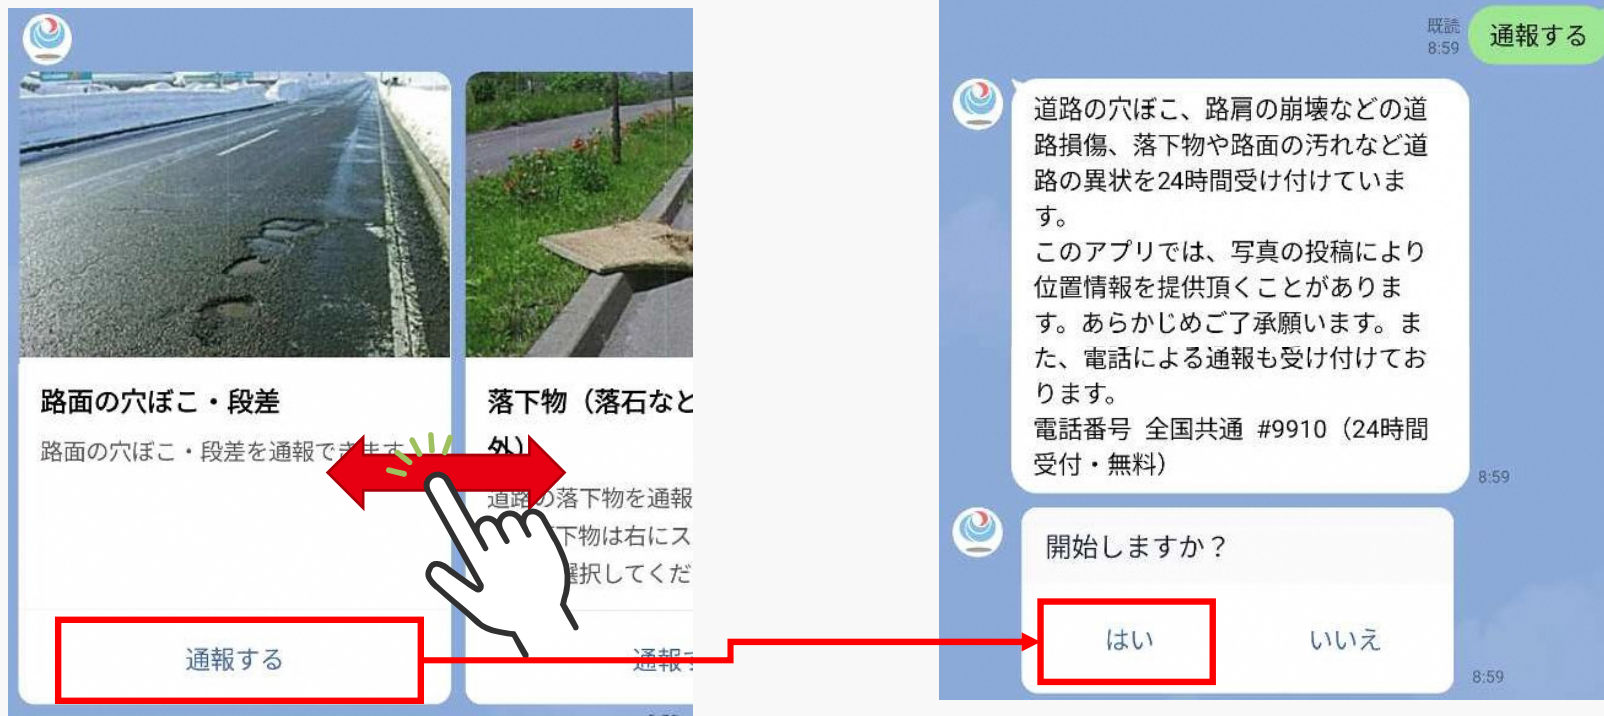 路面の穴ぼこ・段差
路面の穴ぼこ・段差を通報できます
通報する
落下物（落石など
外）
道路の落下物を通報
下物は右にス
選択してくだ
通報す
既読
8:59
通報する
道路の穴ぼこ、路肩の崩壊などの道
路損傷、落下物や路面の汚れなど道
路の異状を24時間受け付けていま
す。
このアプリでは、写真の投稿により
位置情報を提供頂くことがありま
す。あらかじめご了承願います。ま
た、電話による通報も受け付けてお
ります。
電話番号 全国共通 #9910（24時間
受付・無料）
8:59
開始しますか？
はい
いいえ
8:59